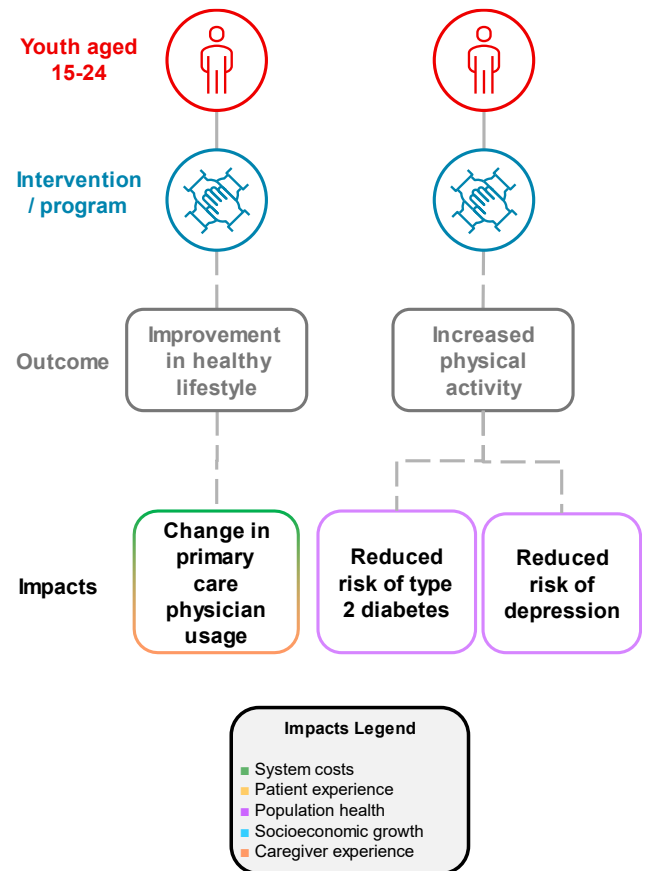 Youth aged
15-24
Intervention
/ program
Outcome
Improvement
in healthy
lifestyle
Increased
physical
activity
Impacts
Change in
primary
care
physician
usage
Reduced
risk of type
2 diabetes
Reduced
risk of
depression
Impacts Legend
System costs
Patient experience
Population health
Socioeconomic growth
Caregiver experience